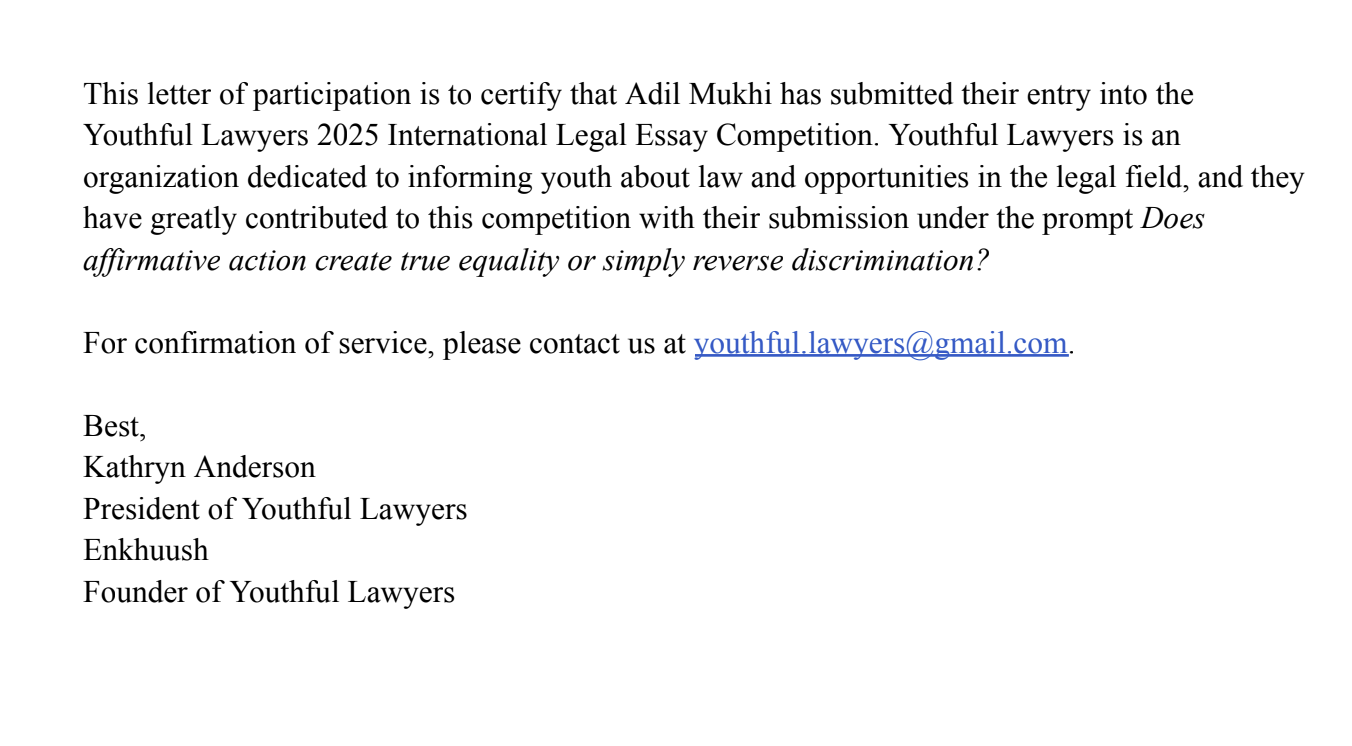 This letter of participation is to certify that Adil Mukhi has submitted their entry into the
Youthful Lawyers 2025 International Legal Essay Competition. Youthful Lawyers is an
organization dedicated to informing youth about law and opportunities in the legal field, and they
have greatly contributed to this competition with their submission under the prompt Does
affirmative action create true equality or simply reverse discrimination?
For confirmation of service, please contact us at youthful.lawyers@gmail.com.
Best,
Kathryn Anderson
President of Youthful Lawyers
Enkhuush
Founder of Youthful Lawyers